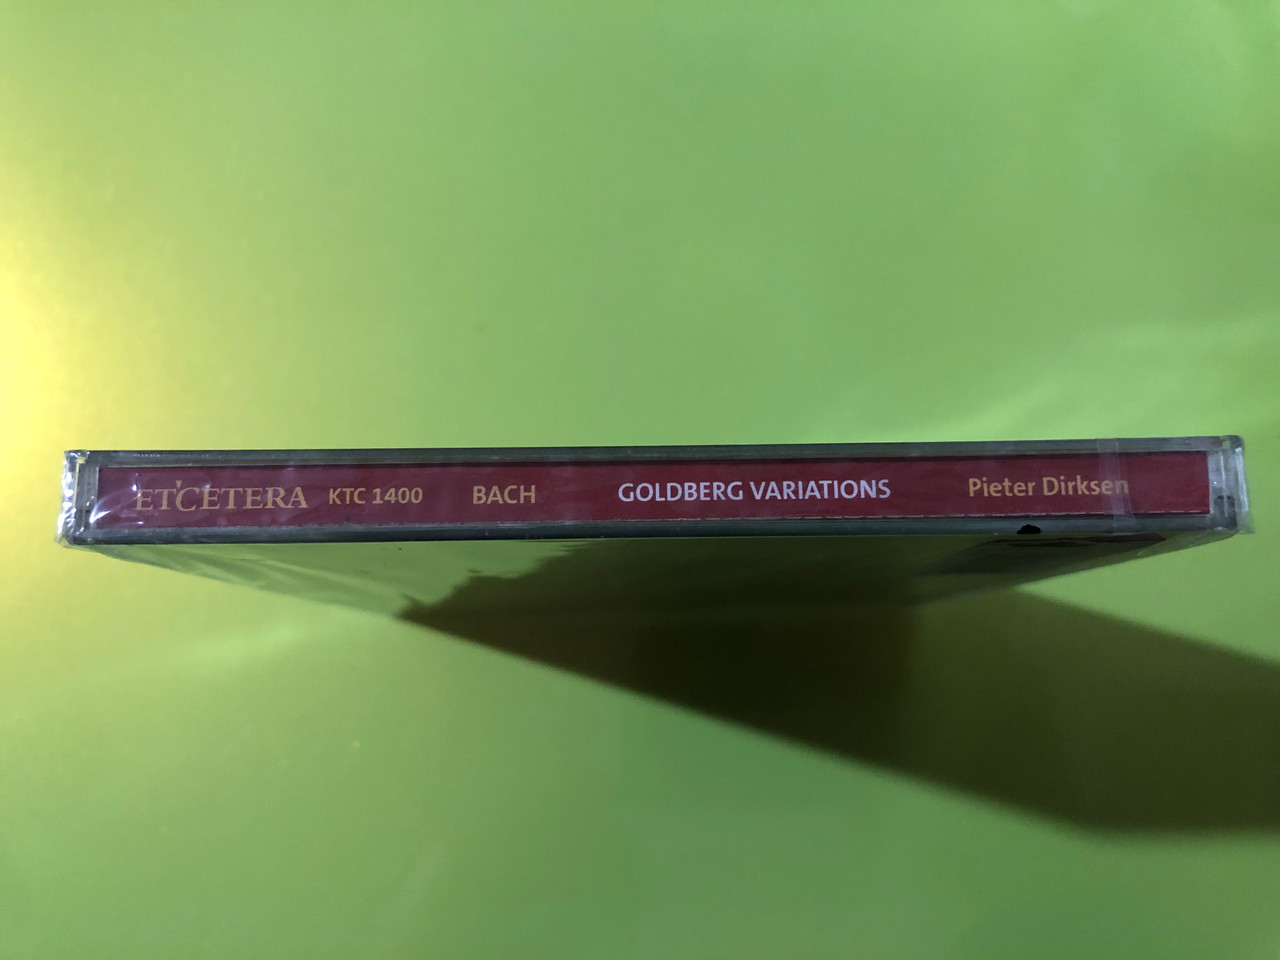 ET'CETERA KTC 1400 BACH GOLDBERG VARIATIONS Pieter Dirksen